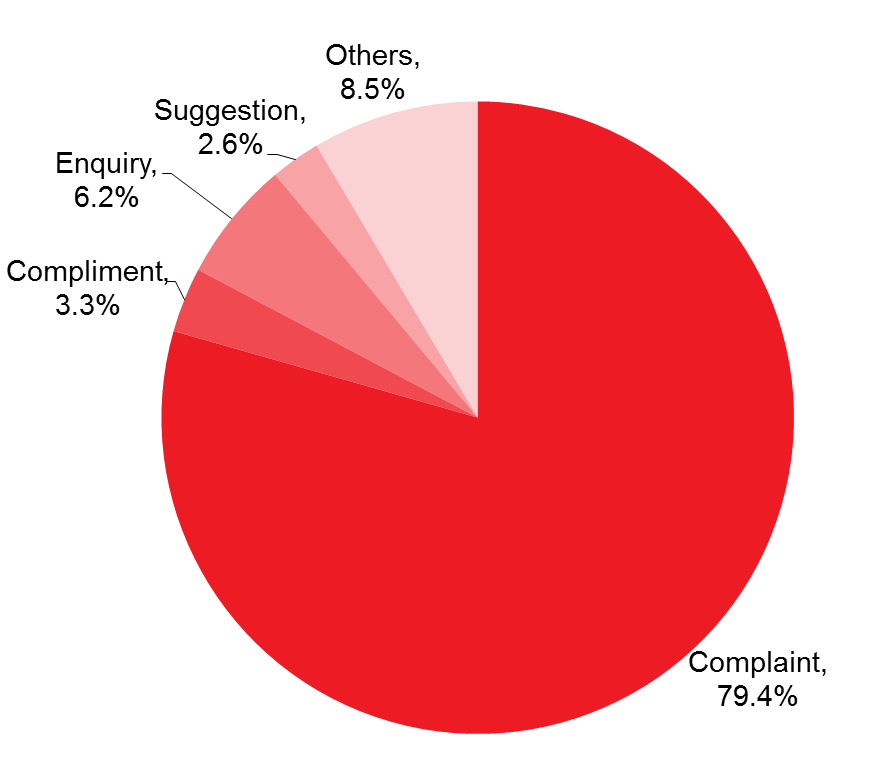 Others,
8.5%
Suggestion,
2.6%
Enquiry,
6.2%
Compliment,
3.3%
Complaint,
79.4%